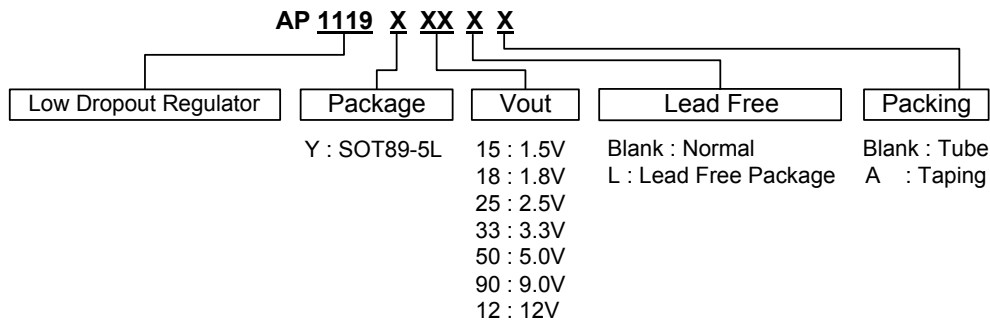 AP 1119 X XX X X
Low Dropout Regulator Package Vout Lead Free Packing
Y : SOT89-5L 15 : 1.5V Blank : Normal Blank : Tube
18 : 1.8V L : Lead Free Package A : Taping
25 : 2.5V
33 : 3.3V
50 : 5.0V
90 : 9.0V
12 : 12V